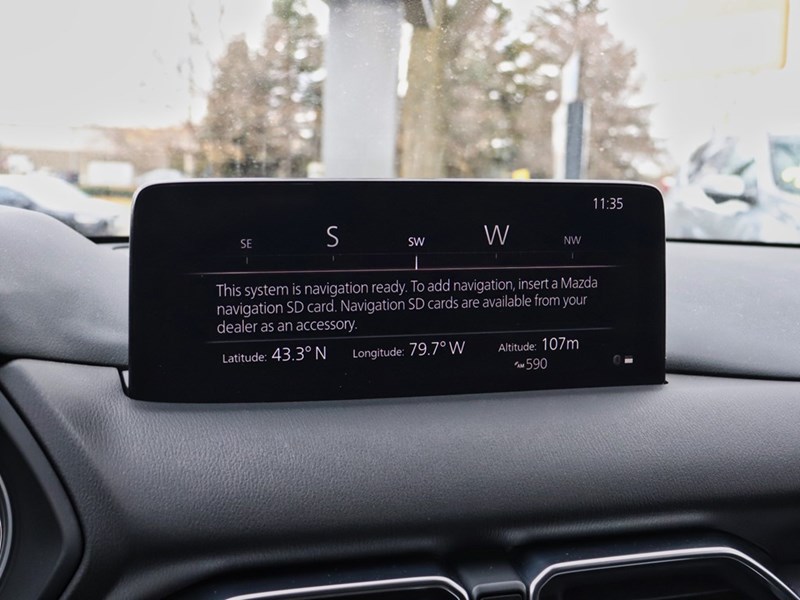 11:35
SE S SW W NW
This system is navigation ready. To add navigation, insert a Mazda
navigation SD card. Navigation SD cards are available from your
dealer as an accessory.
Latitude: 43.3° N Longitude: 79.7° W Altitude: 107m
AM 590